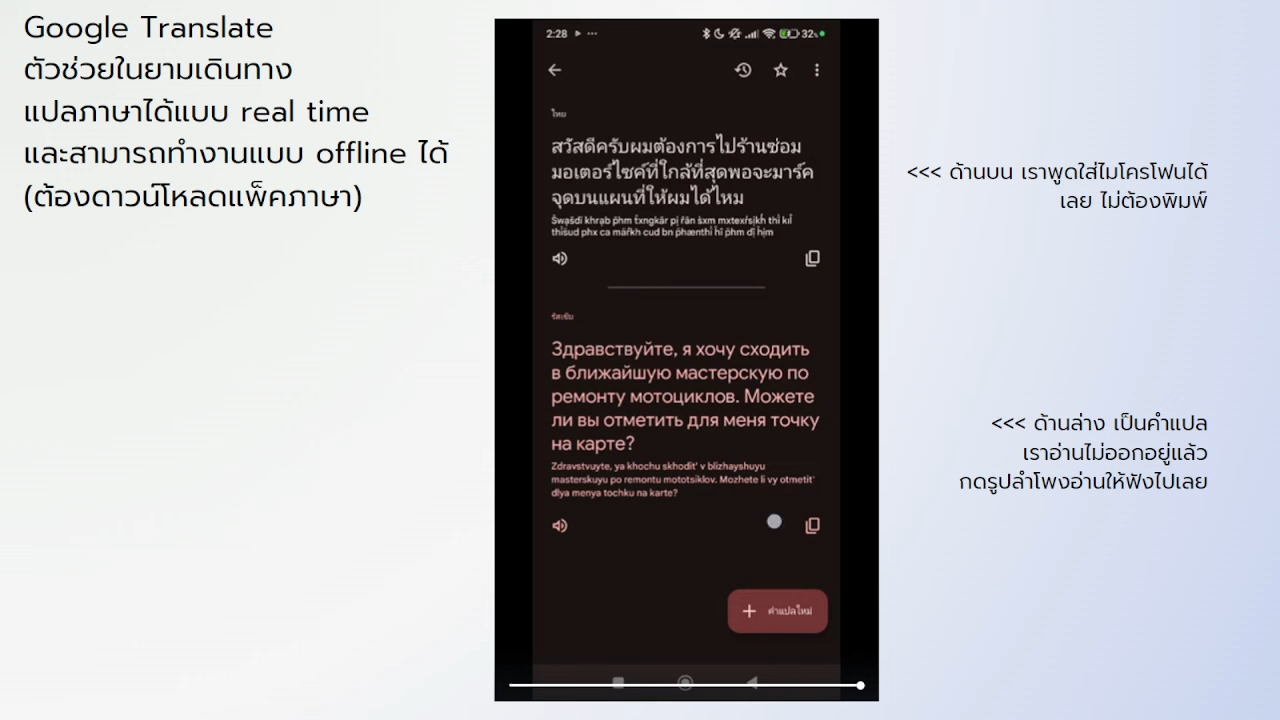 Google Translate
ตัวช่วยในยามเดินทาง
แปลภาษาได้แบบ real time
และสามารถทำงานแบบ offline ได้
(ต้องดาวน์โหลดแพ็คภาษา)
2:28
32%
ไทย
สวัสดีครับผมต้องการไปร้านซ่อม
มอเตอร์ไซค์ที่ใกล้ที่สุดพอจะมาร์ค
จุดบนแผนที่ให้ผมได้ไหม
รัสเซีย
Здравствуйте, я хочу сходить
в ближайшую мастерскую по
ремонту мотоциклов. Можете
ли вы отметить для меня точку
на карте?
Zdravstvuyte, ya khochu skhodit' v blizhayshuyu
masterskuyu po remontu mototsiklov. Mozhete li vy otmetit'
dlya menya tochku na karte?
คำแปลใหม่
<<< ด้านบน เราพูดใส่ไมโครโฟนได้
เลย ไม่ต้องพิมพ์
<<< ด้านล่าง เป็นคำแปล
เราอ่านไม่ออกอยู่แล้ว
กดรูปลำโพงอ่านให้ฟังไปเลย